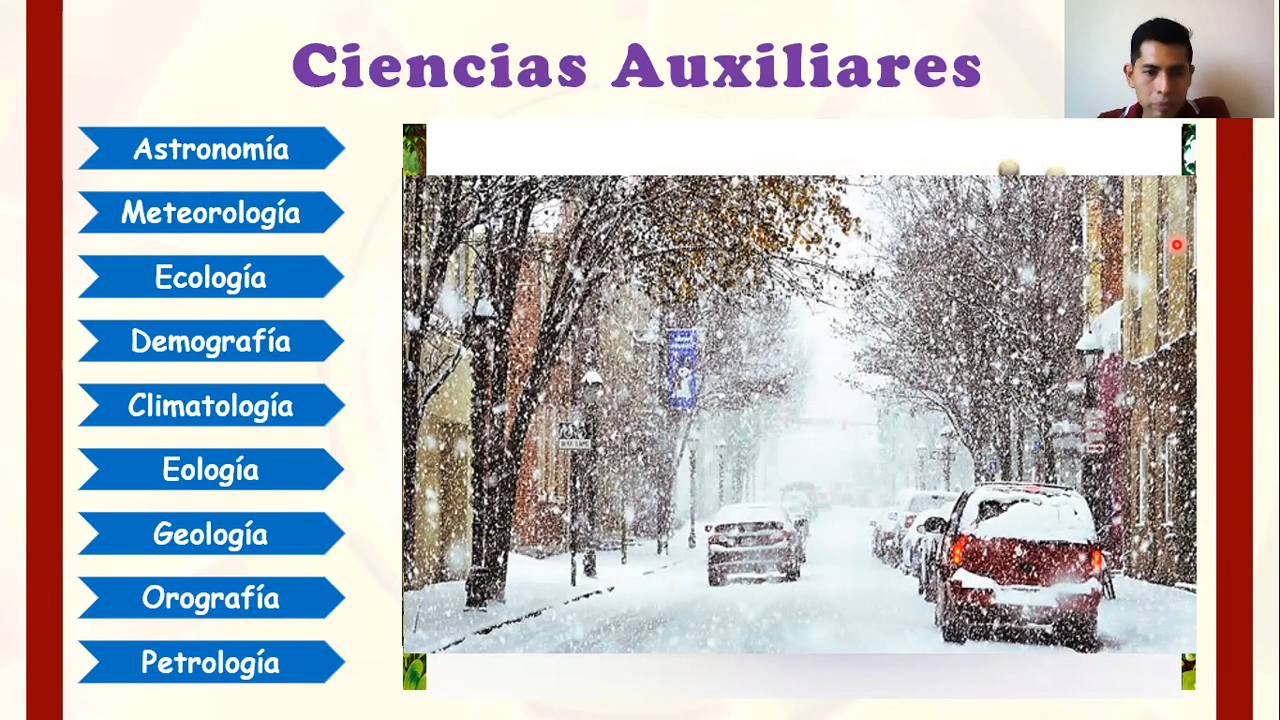 Ciencias Auxiliares
Astronomía
Meteorología
Ecología
Demografía
Climatología
Eología
Geología
Orografía
Petrología